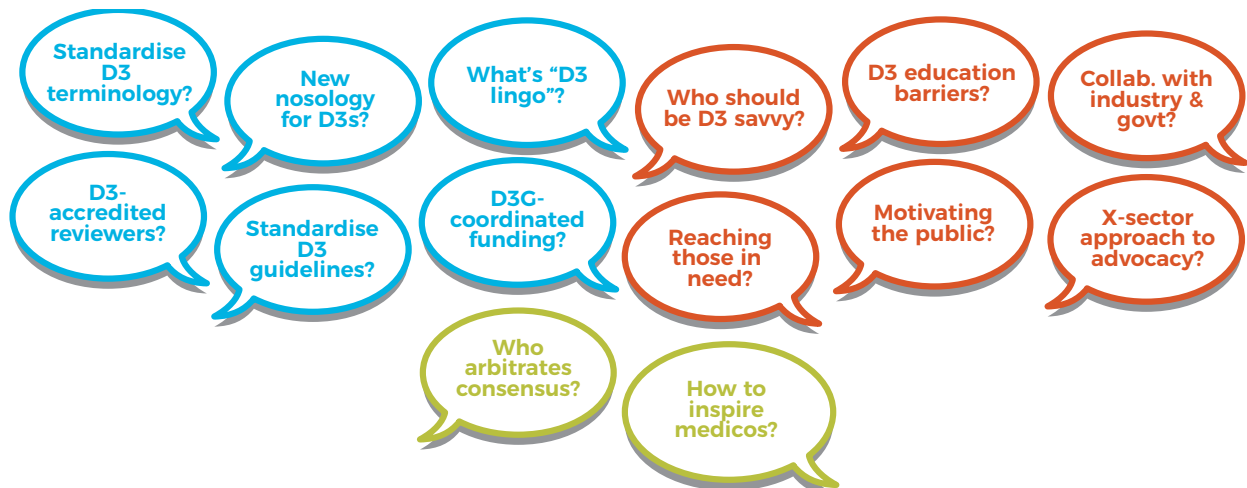 Standardise
D3
terminology?
New
nosology
for D3s?
What's “D3
lingo”?
Who should
be D3 savvy?
D3 education
barriers?
Collab. with
industry &
govt?
D3-
accredited
reviewers?
Standardise
D3
guidelines?
D3G-
coordinated
funding?
Reaching
those in
need?
Motivating
the public?
X-sector
approach to
advocacy?
Who
arbitrates
consensus?
How to
inspire
medicos?